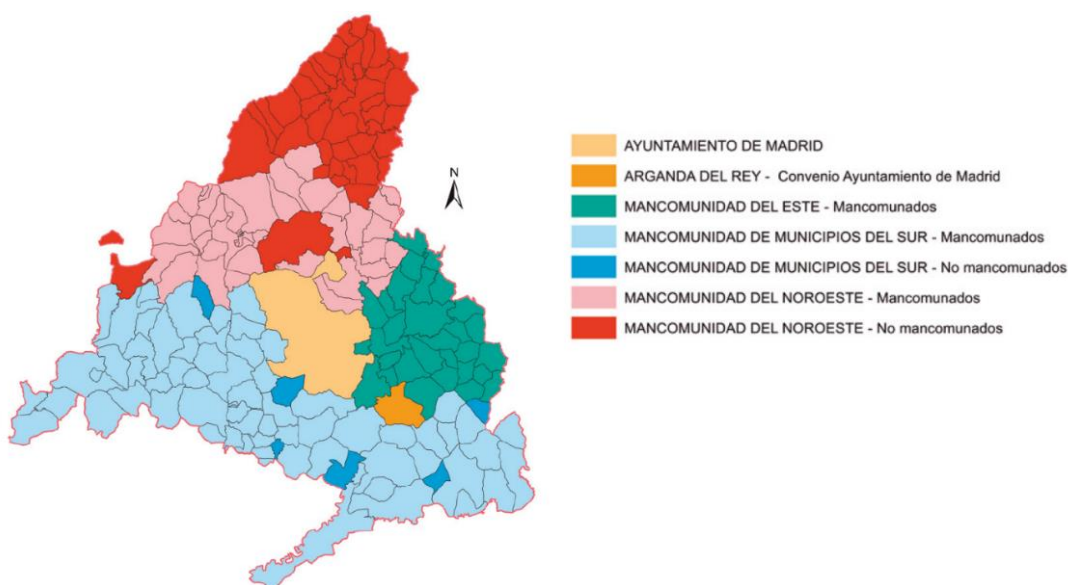 N
AYUNTAMIENTO DE MADRID
ARGANDA DEL REY - Convenio Ayuntamiento de Madrid
MANCOMUNIDAD DEL ESTE - Mancomunados
MANCOMUNIDAD DE MUNICIPIOS DEL SUR - Mancomunados
MANCOMUNIDAD DE MUNICIPIOS DEL SUR - No mancomunados
MANCOMUNIDAD DEL NOROESTE - Mancomunados
MANCOMUNIDAD DEL NOROESTE - No mancomunados